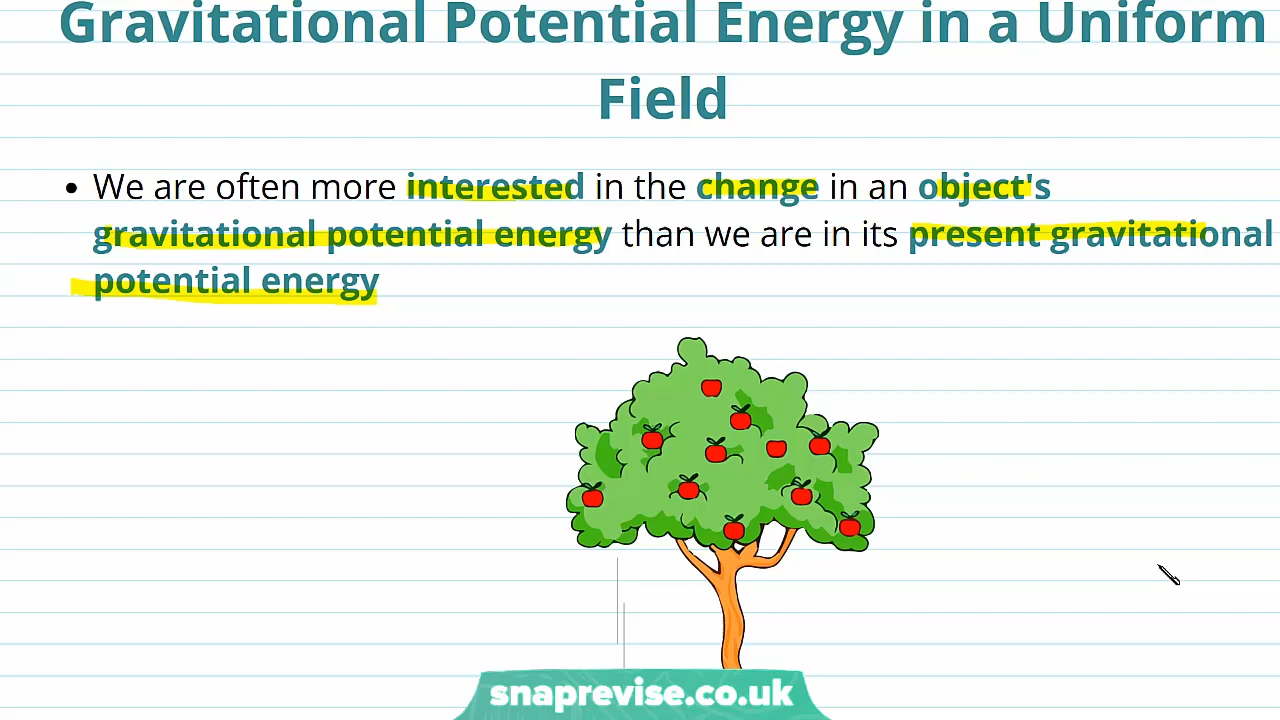 Gravitational Potential Energy in a Uniform
Field
• We are often more interested in the change in an object's
gravitational potential energy than we are in its present gravitational
potential energy
snaprevise.co.uk